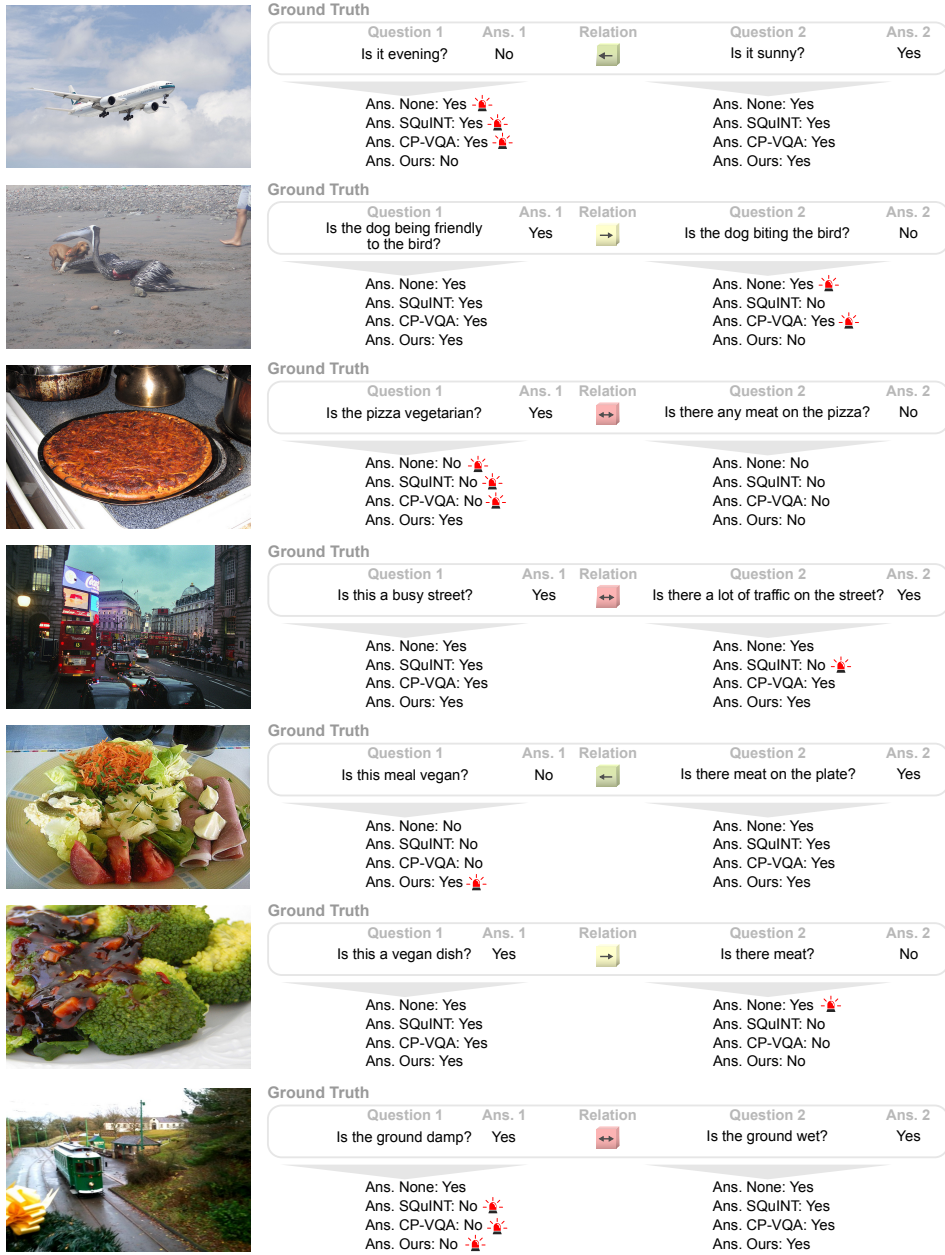 Ground Truth
Question 1 Ans. 1 Relation Question 2 Ans. 2
Is it evening? No ← Is it sunny? Yes
Ans. None: Yes Ans. None: Yes
Ans. SQuINT: Yes Ans. SQuINT: Yes
Ans. CP-VQA: Yes Ans. CP-VQA: Yes
Ans. Ours: No Ans. Ours: Yes
Ground Truth
Question 1 Ans. 1 Relation Question 2 Ans. 2
Is the dog being friendly
to the bird? Yes → Is the dog biting the bird? No
Ans. None: Yes Ans. None: Yes
Ans. SQuINT: Yes Ans. SQuINT: No
Ans. CP-VQA: Yes Ans. CP-VQA: Yes
Ans. Ours: Yes Ans. Ours: No
Ground Truth
Question 1 Ans. 1 Relation Question 2 Ans. 2
Is the pizza vegetarian? Yes ↔ Is there any meat on the pizza? No
Ans. None: No Ans. None: No
Ans. SQuINT: No Ans. SQuINT: No
Ans. CP-VQA: No Ans. CP-VQA: No
Ans. Ours: Yes Ans. Ours: No
Ground Truth
Question 1 Ans. 1 Relation Question 2 Ans. 2
Is this a busy street? Yes ↔ Is there a lot of traffic on the street? Yes
Ans. None: Yes Ans. None: Yes
Ans. SQuINT: Yes Ans. SQuINT: No
Ans. CP-VQA: Yes Ans. CP-VQA: Yes
Ans. Ours: Yes Ans. Ours: Yes
Ground Truth
Question 1 Ans. 1 Relation Question 2 Ans. 2
Is this meal vegan? No ← Is there meat on the plate? Yes
Ans. None: No Ans. None: Yes
Ans. SQuINT: No Ans. SQuINT: Yes
Ans. CP-VQA: No Ans. CP-VQA: Yes
Ans. Ours: Yes Ans. Ours: Yes
Ground Truth
Question 1 Ans. 1 Relation Question 2 Ans. 2
Is this a vegan dish? Yes → Is there meat? No
Ans. None: Yes Ans. None: Yes
Ans. SQuINT: Yes Ans. SQuINT: No
Ans. CP-VQA: Yes Ans. CP-VQA: No
Ans. Ours: Yes Ans. Ours: No
Ground Truth
Question 1 Ans. 1 Relation Question 2 Ans. 2
Is the ground damp? Yes ↔ Is the ground wet? Yes
Ans. None: Yes Ans. None: Yes
Ans. SQuINT: No Ans. SQuINT: Yes
Ans. CP-VQA: No Ans. CP-VQA: Yes
Ans. Ours: No Ans. Ours: Yes